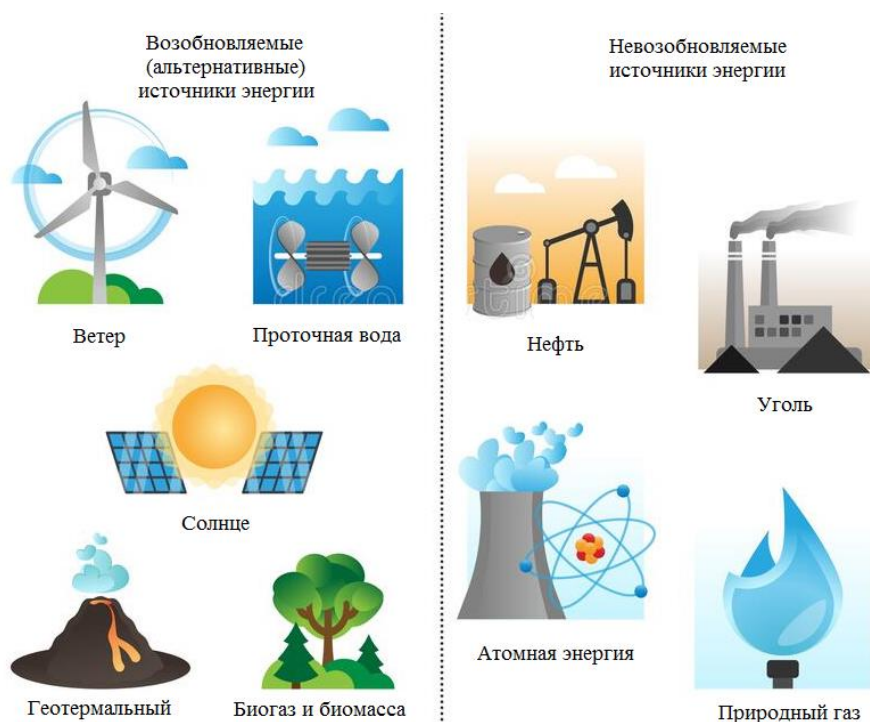 Возобновляемые
(альтернативные)
источники энергии
Невозобновляемые
источники энергии
Ветер
Проточная вода
Нефть
Уголь
Солнце
Атомная энергия
Геотермальный
Биогаз и биомасса
Природный газ